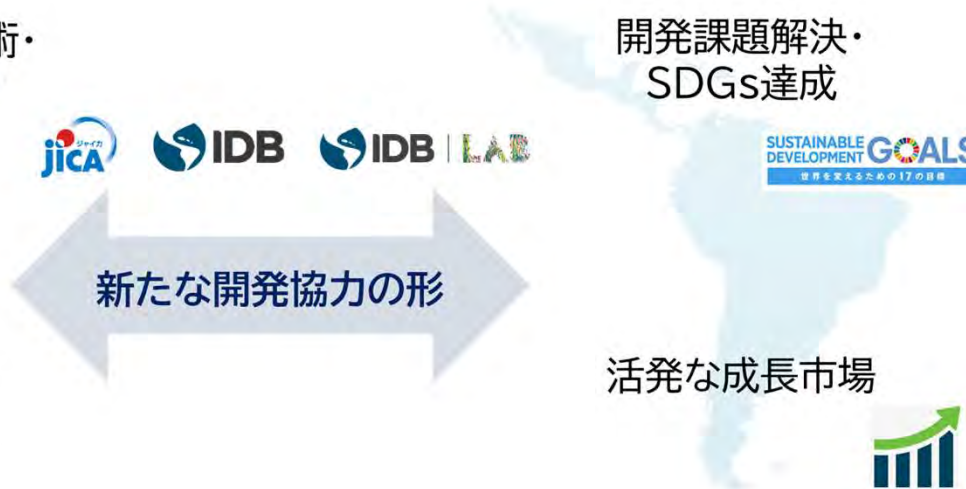 術・
開発課題解決・
SDGs達成
ジャイカ
jICA
IDB
IDB | LAB
SUSTAINABLE
DEVELOPMENT GOALS
世界を変えるための17の目標
新たな開発協力の形
活発な成長市場